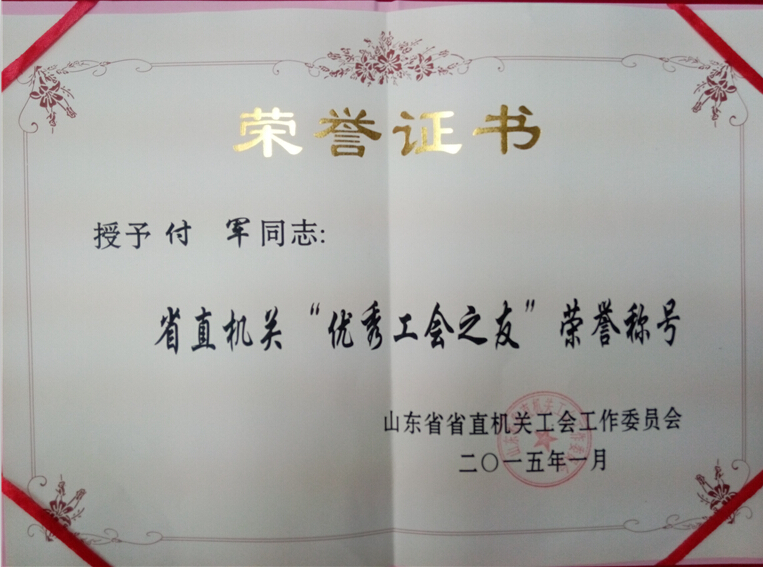 荣誉证书
授予付 军同志:
省直机关“优秀工会之友”荣誉称号
山东省省直机关工会工作委员会
二〇一五年一月